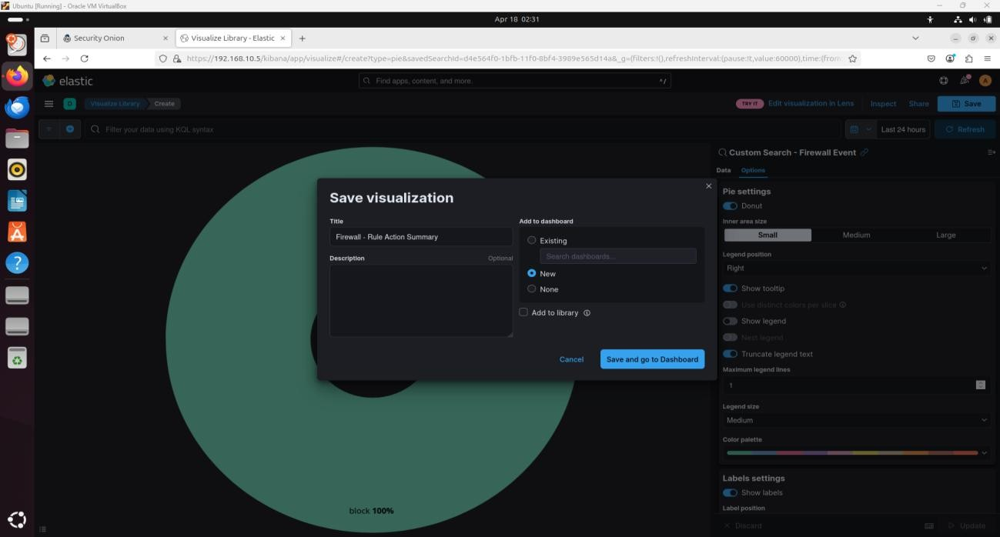 Ubuntu [Running] - Oracle VM VirtualBox
Apr 18 02:31
Security Onion
Visualize Library - Elastic
https://192.168.10.5/kibana/app/visualize#/create?type=pie&savedSearchId=d4e564f0-1bfb-11f0-8bf4-3989e565d14a&_g=(filters:!(),refreshInterval:(pause:!t,value:60000),time:(from:
elastic
Find apps, content, and more.
^/
A
D
Visualize Library
Create
TRY IT
Edit visualization in Lens
Inspect
Share
Save
Filter your data using KQL syntax
Last 24 hours
Refresh
Custom Search - Firewall Event
Data
Options
Pie settings
Donut
Inner area size
Small
Medium
Large
Legend position
Right
Show tooltip
Use distinct colors per slice
Show legend
Nest legend
Truncate legend text
Maximum legend lines
1
Legend size
Medium
Color palette
Labels settings
Show labels
Label position
Discard
Update
Save visualization
Title
Firewall - Rule Action Summary
Description
Optional
Add to dashboard
Existing
Search dashboards...
New
None
Add to library
Cancel
Save and go to Dashboard
block 100%